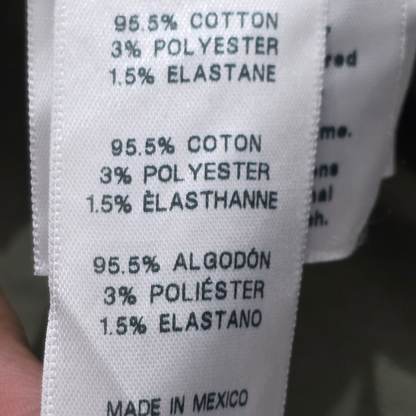 95.5% COTTON
3% POLYESTER
1.5% ELASTANE
95.5% COTON
3% POLYESTER
1.5% ÈLASTHANNE
95.5% ALGODÓN
3% POLIÉSTER
1.5% ELASTANO
MADE IN MEXICO